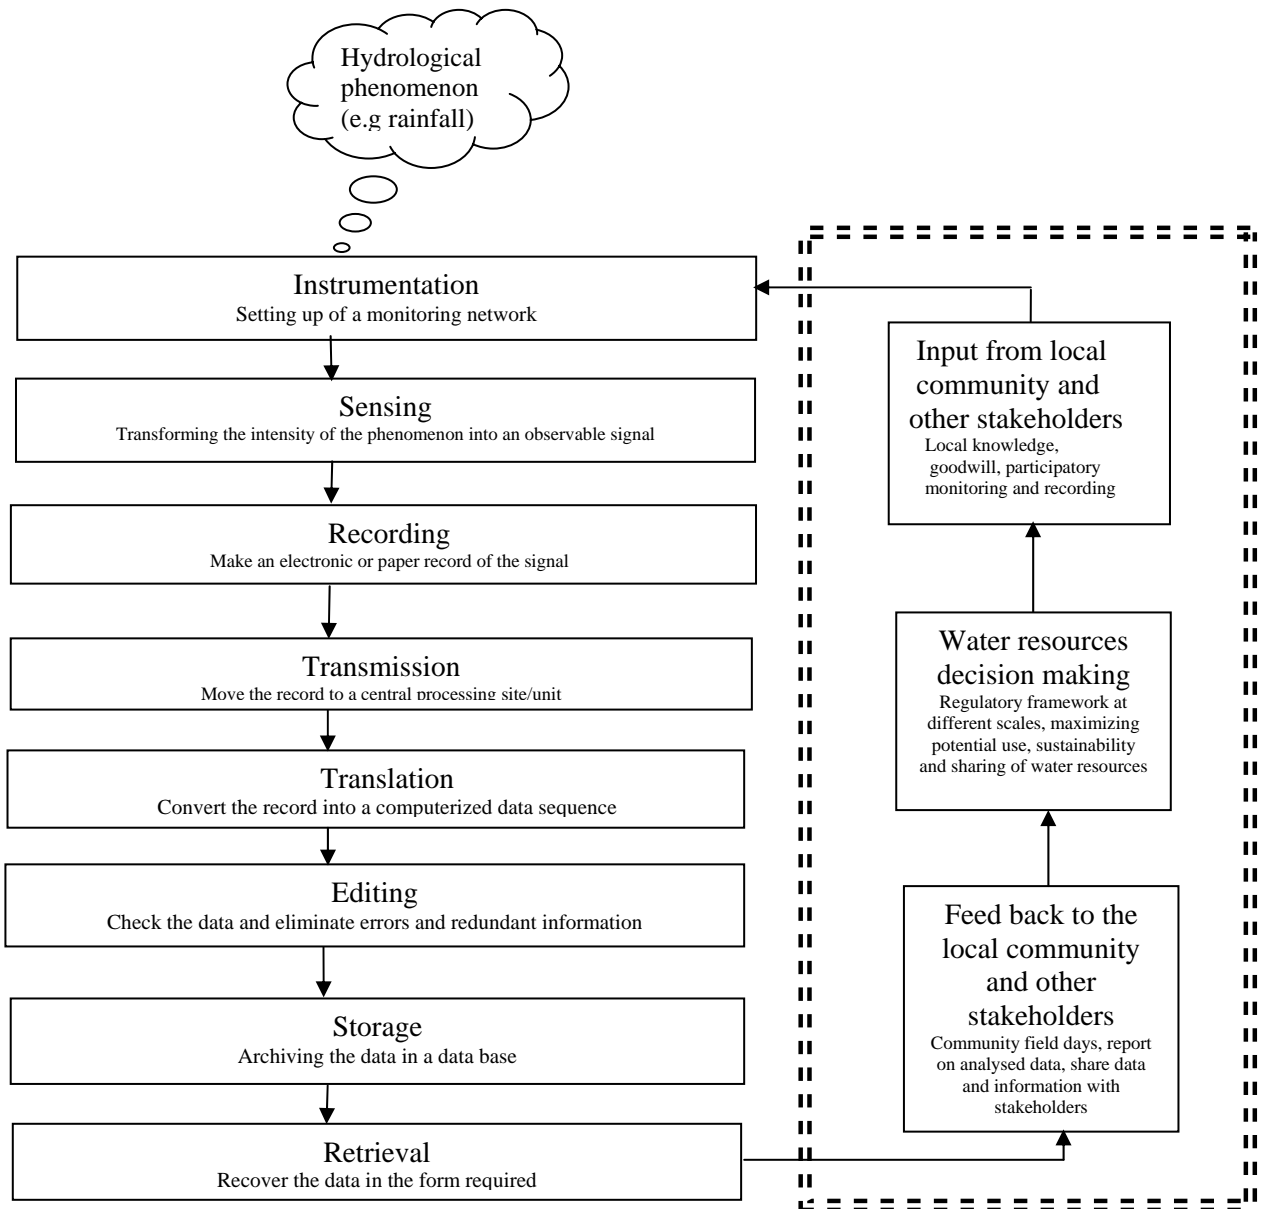 Hydrological
phenomenon
(e.g rainfall)
Instrumentation
Setting up of a monitoring network
Sensing
Transforming the intensity of the phenomenon into an observable signal
Recording
Make an electronic or paper record of the signal
Transmission
Move the record to a central processing site/unit
Translation
Convert the record into a computerized data sequence
Editing
Check the data and eliminate errors and redundant information
Storage
Archiving the data in a data base
Retrieval
Recover the data in the form required
Input from local
community and
other stakeholders
Local knowledge,
goodwill, participatory
monitoring and recording
Water resources
decision making
Regulatory framework at
different scales, maximizing
potential use, sustainability
and sharing of water resources
Feed back to the
local community
and other
stakeholders
Community field days, report
on analysed data, share data
and information with
stakeholders